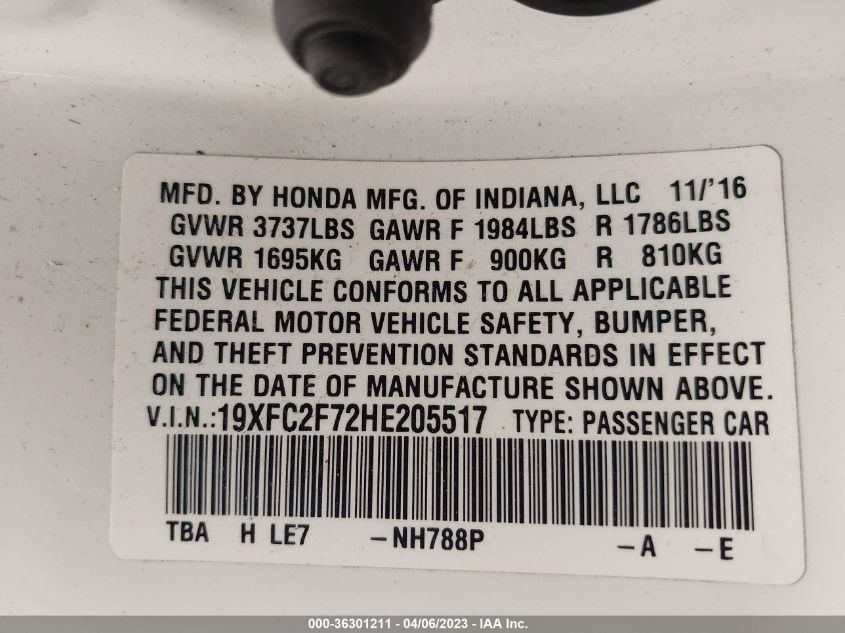 MFD. BY HONDA MFG. OF INDIANA, LLC 11/'16
GVWR 3737LBS GAWR F 1984LBS R 1786LBS
GVWR 1695KG GAWR F 900KG R 810KG
THIS VEHICLE CONFORMS TO ALL APPLICABLE
FEDERAL MOTOR VEHICLE SAFETY, BUMPER,
AND THEFT PREVENTION STANDARDS IN EFFECT
ON THE DATE OF MANUFACTURE SHOWN ABOVE.
V.I.N.:19XFC2F72HE205517 TYPE: PASSENGER CAR
TBA H LE7 -NH788P -A -E
000-36301211 - 04/06/2023 - IAA Inc.